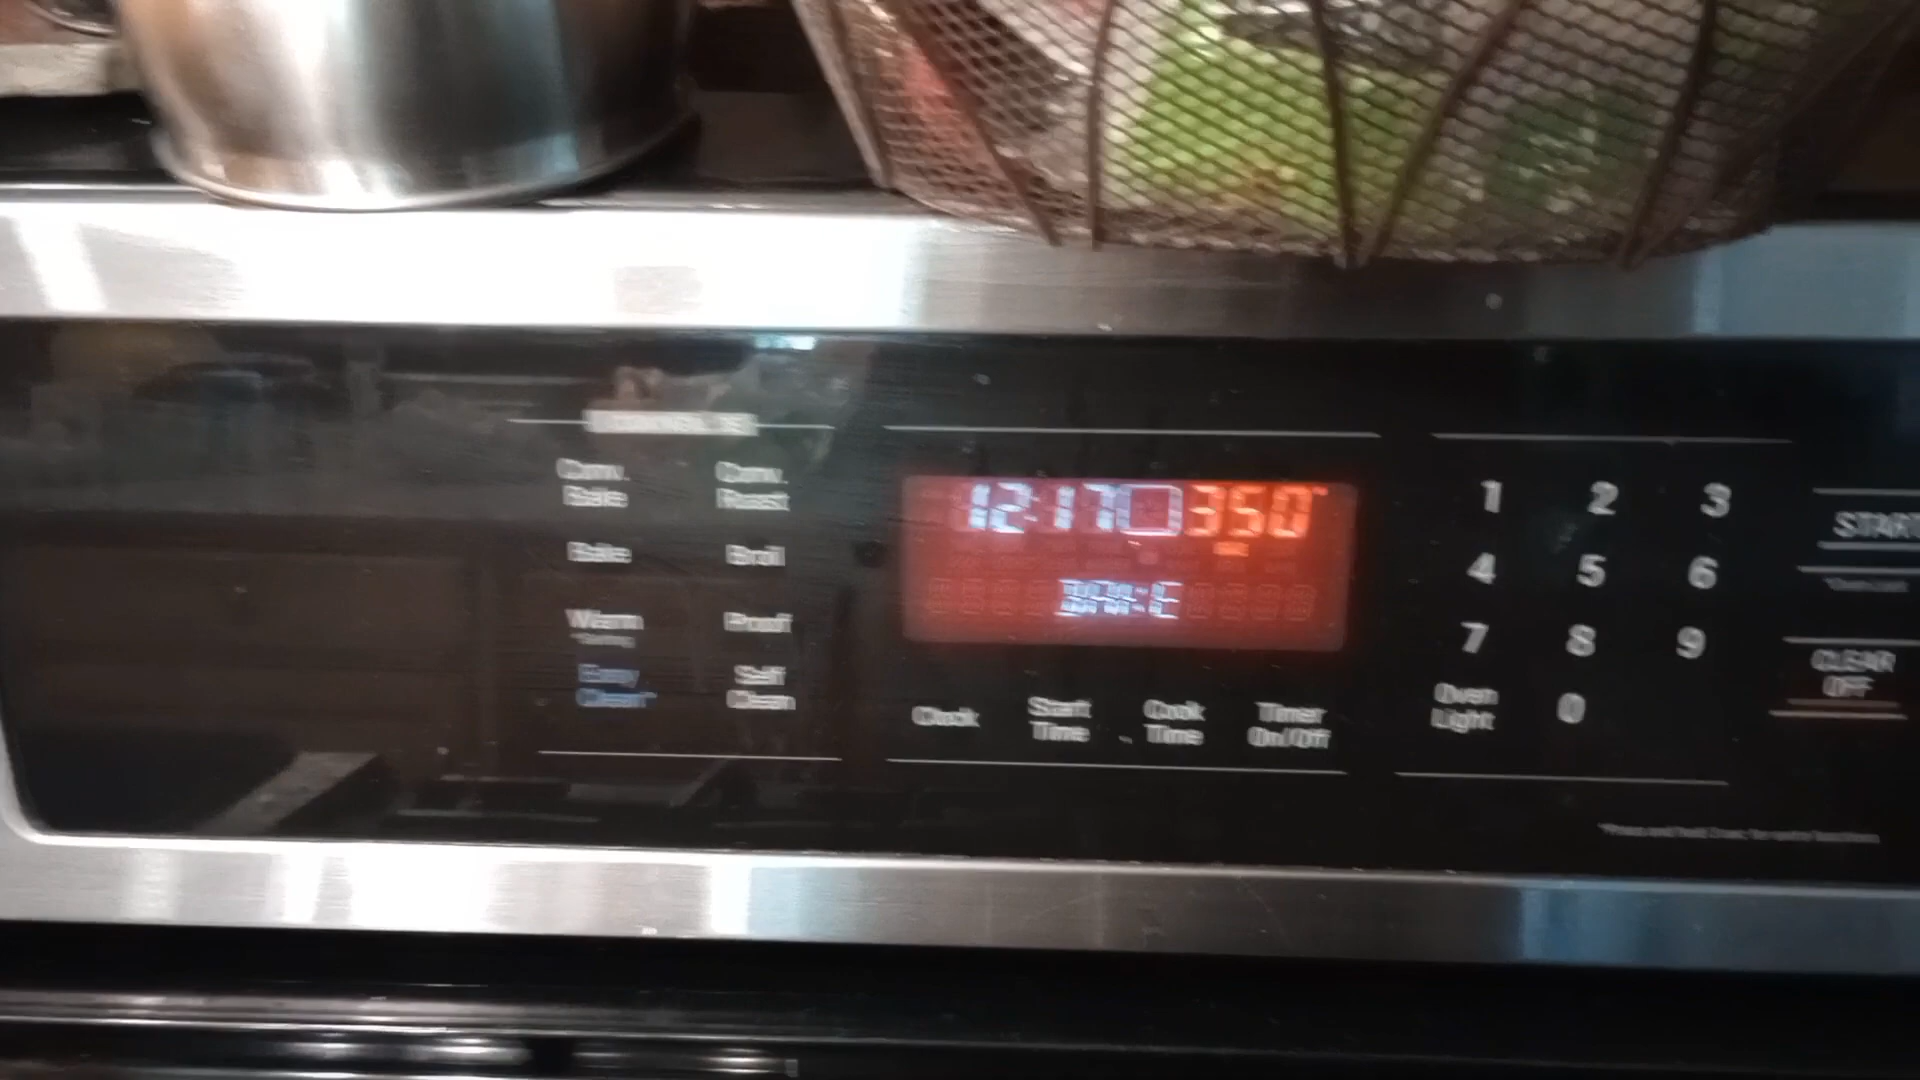 Conv. Bake
Conv. Roast
Bake
Broil
Warm
Proof
Easy Clean
Self Clean
12:17 350°
BAKE
Clock
Start Time
Cook Time
Timer On/Off
1 2 3
4 5 6
7 8 9
Oven Light
0
START
CLEAR
OFF